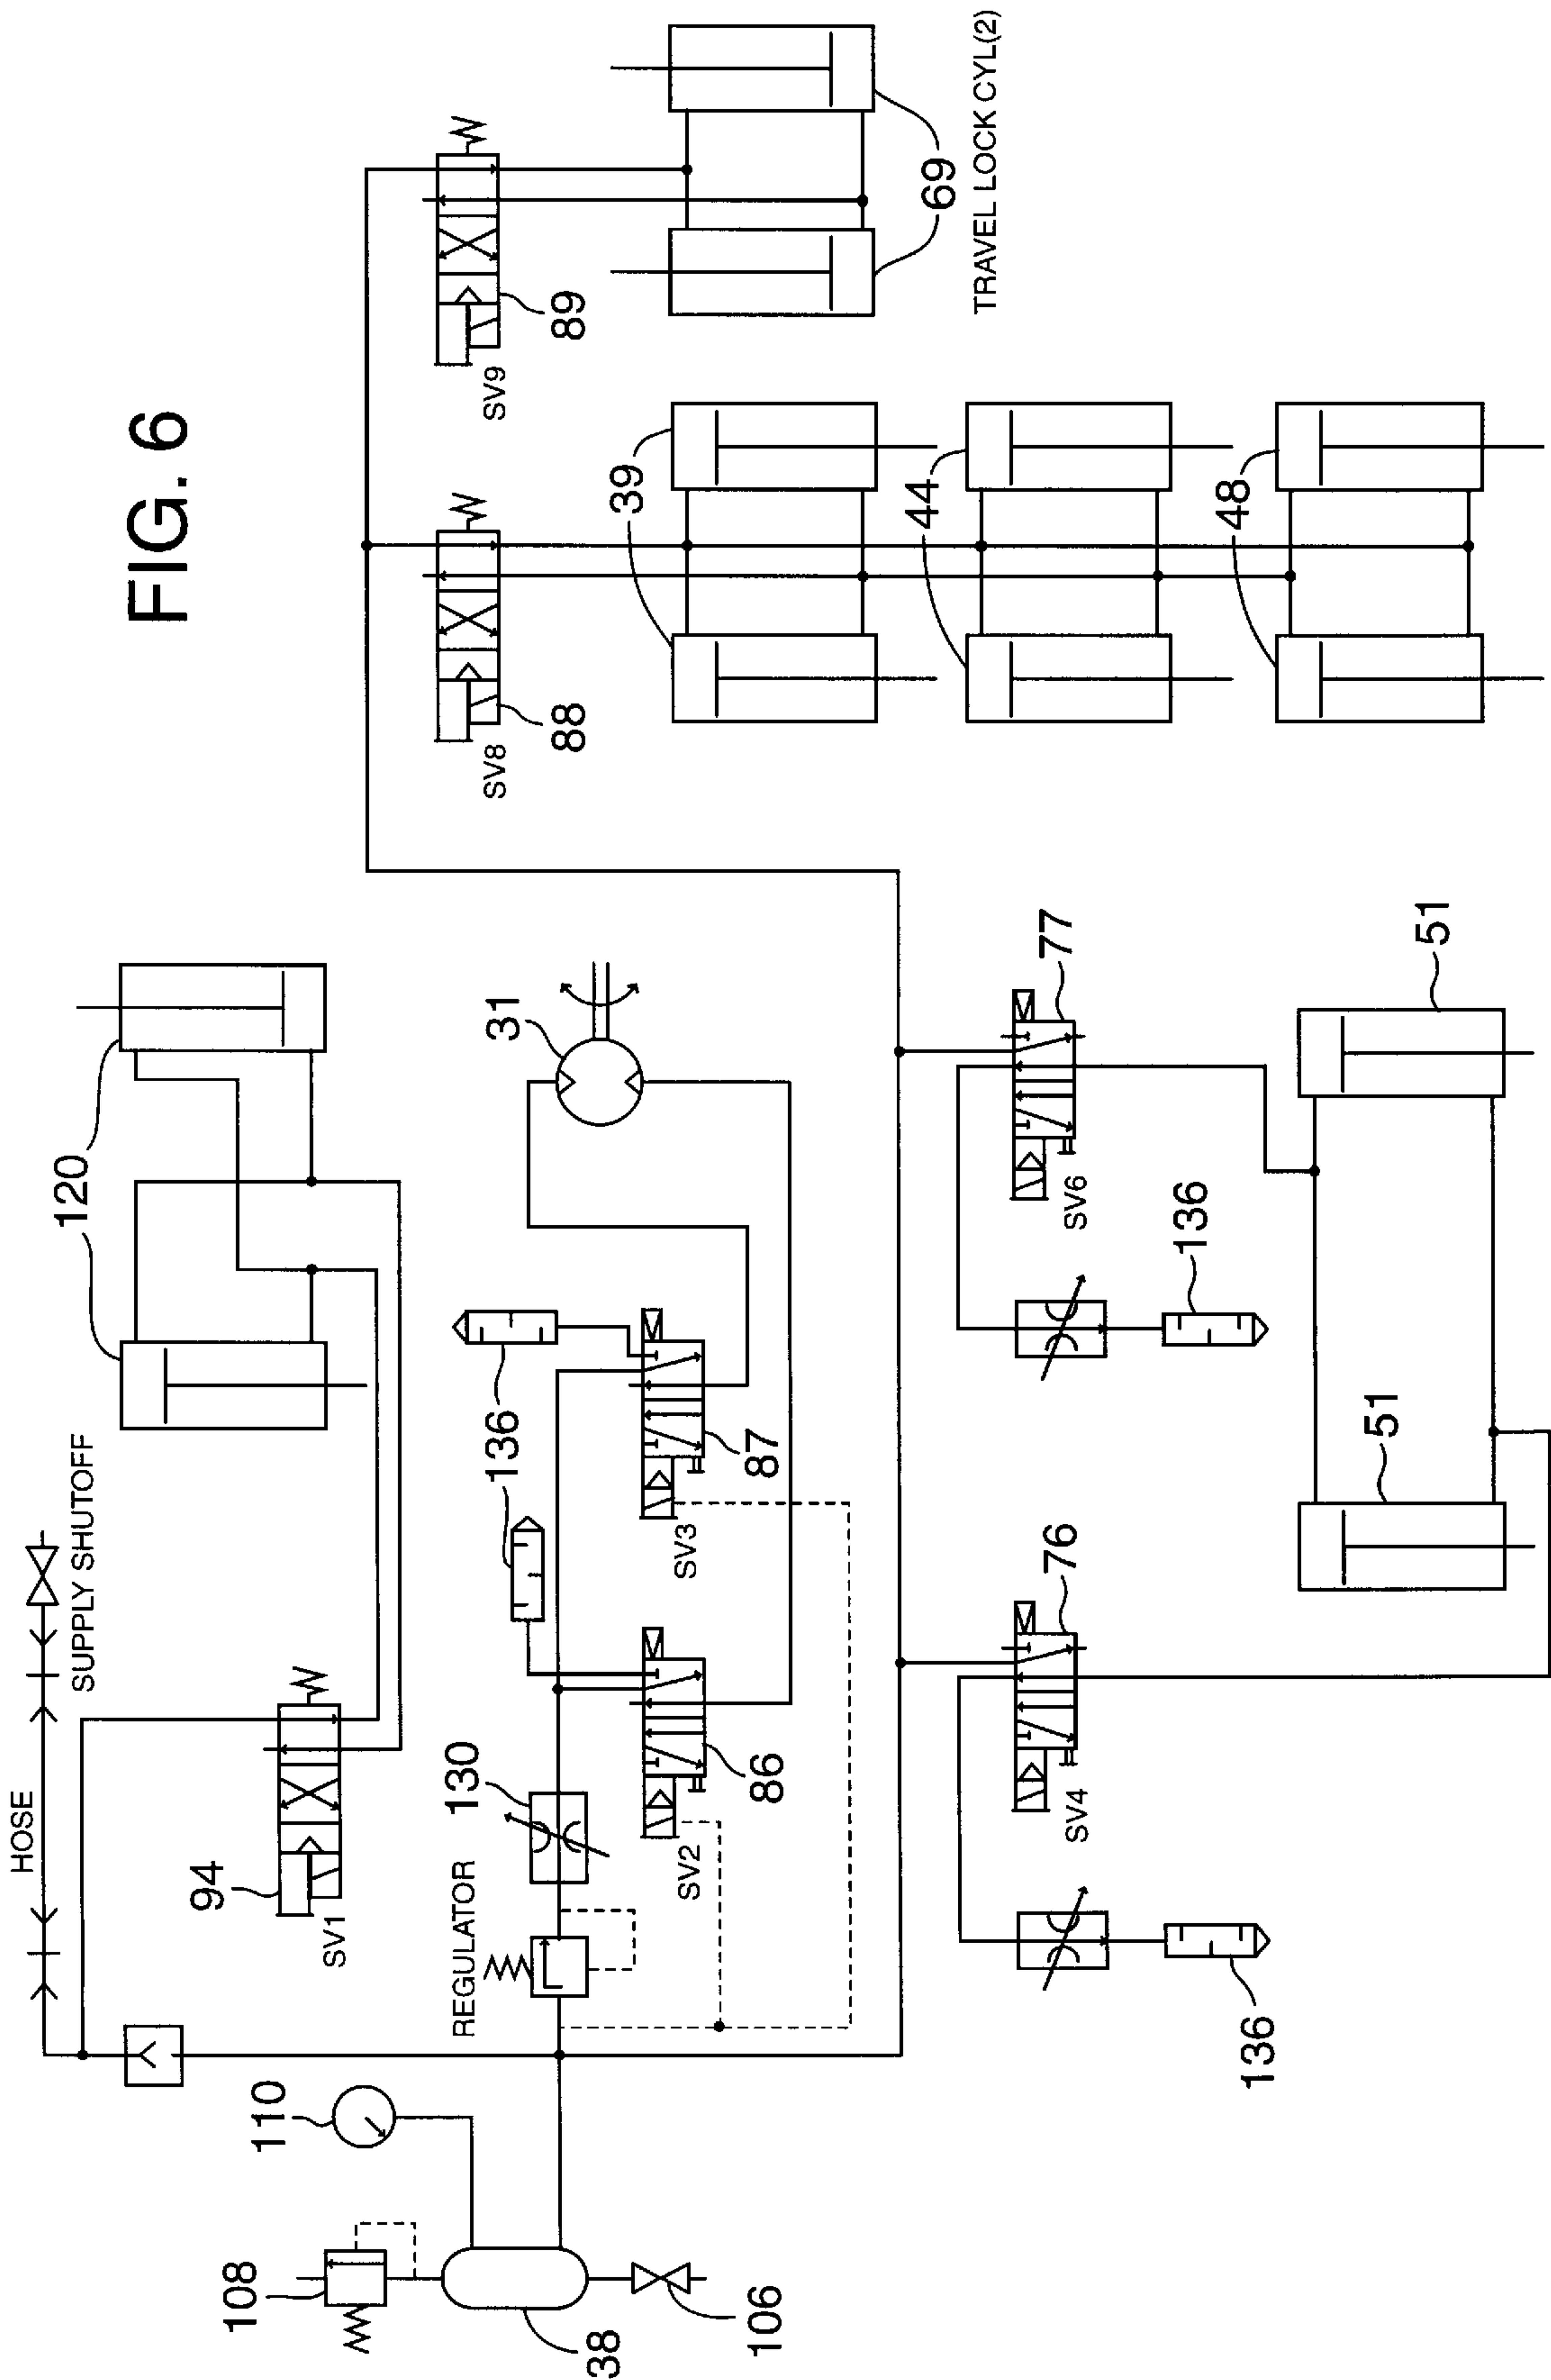 FIG. 6
HOSE
SUPPLY SHUTOFF
94
SV1
120
110
108
38
106
REGULATOR
130
136
31
SV2
86
SV3
87
SV8
88
SV9
89
39
44
48
69
TRAVEL LOCK CYL(2)
SV4
76
136
SV6
77
136
51
51